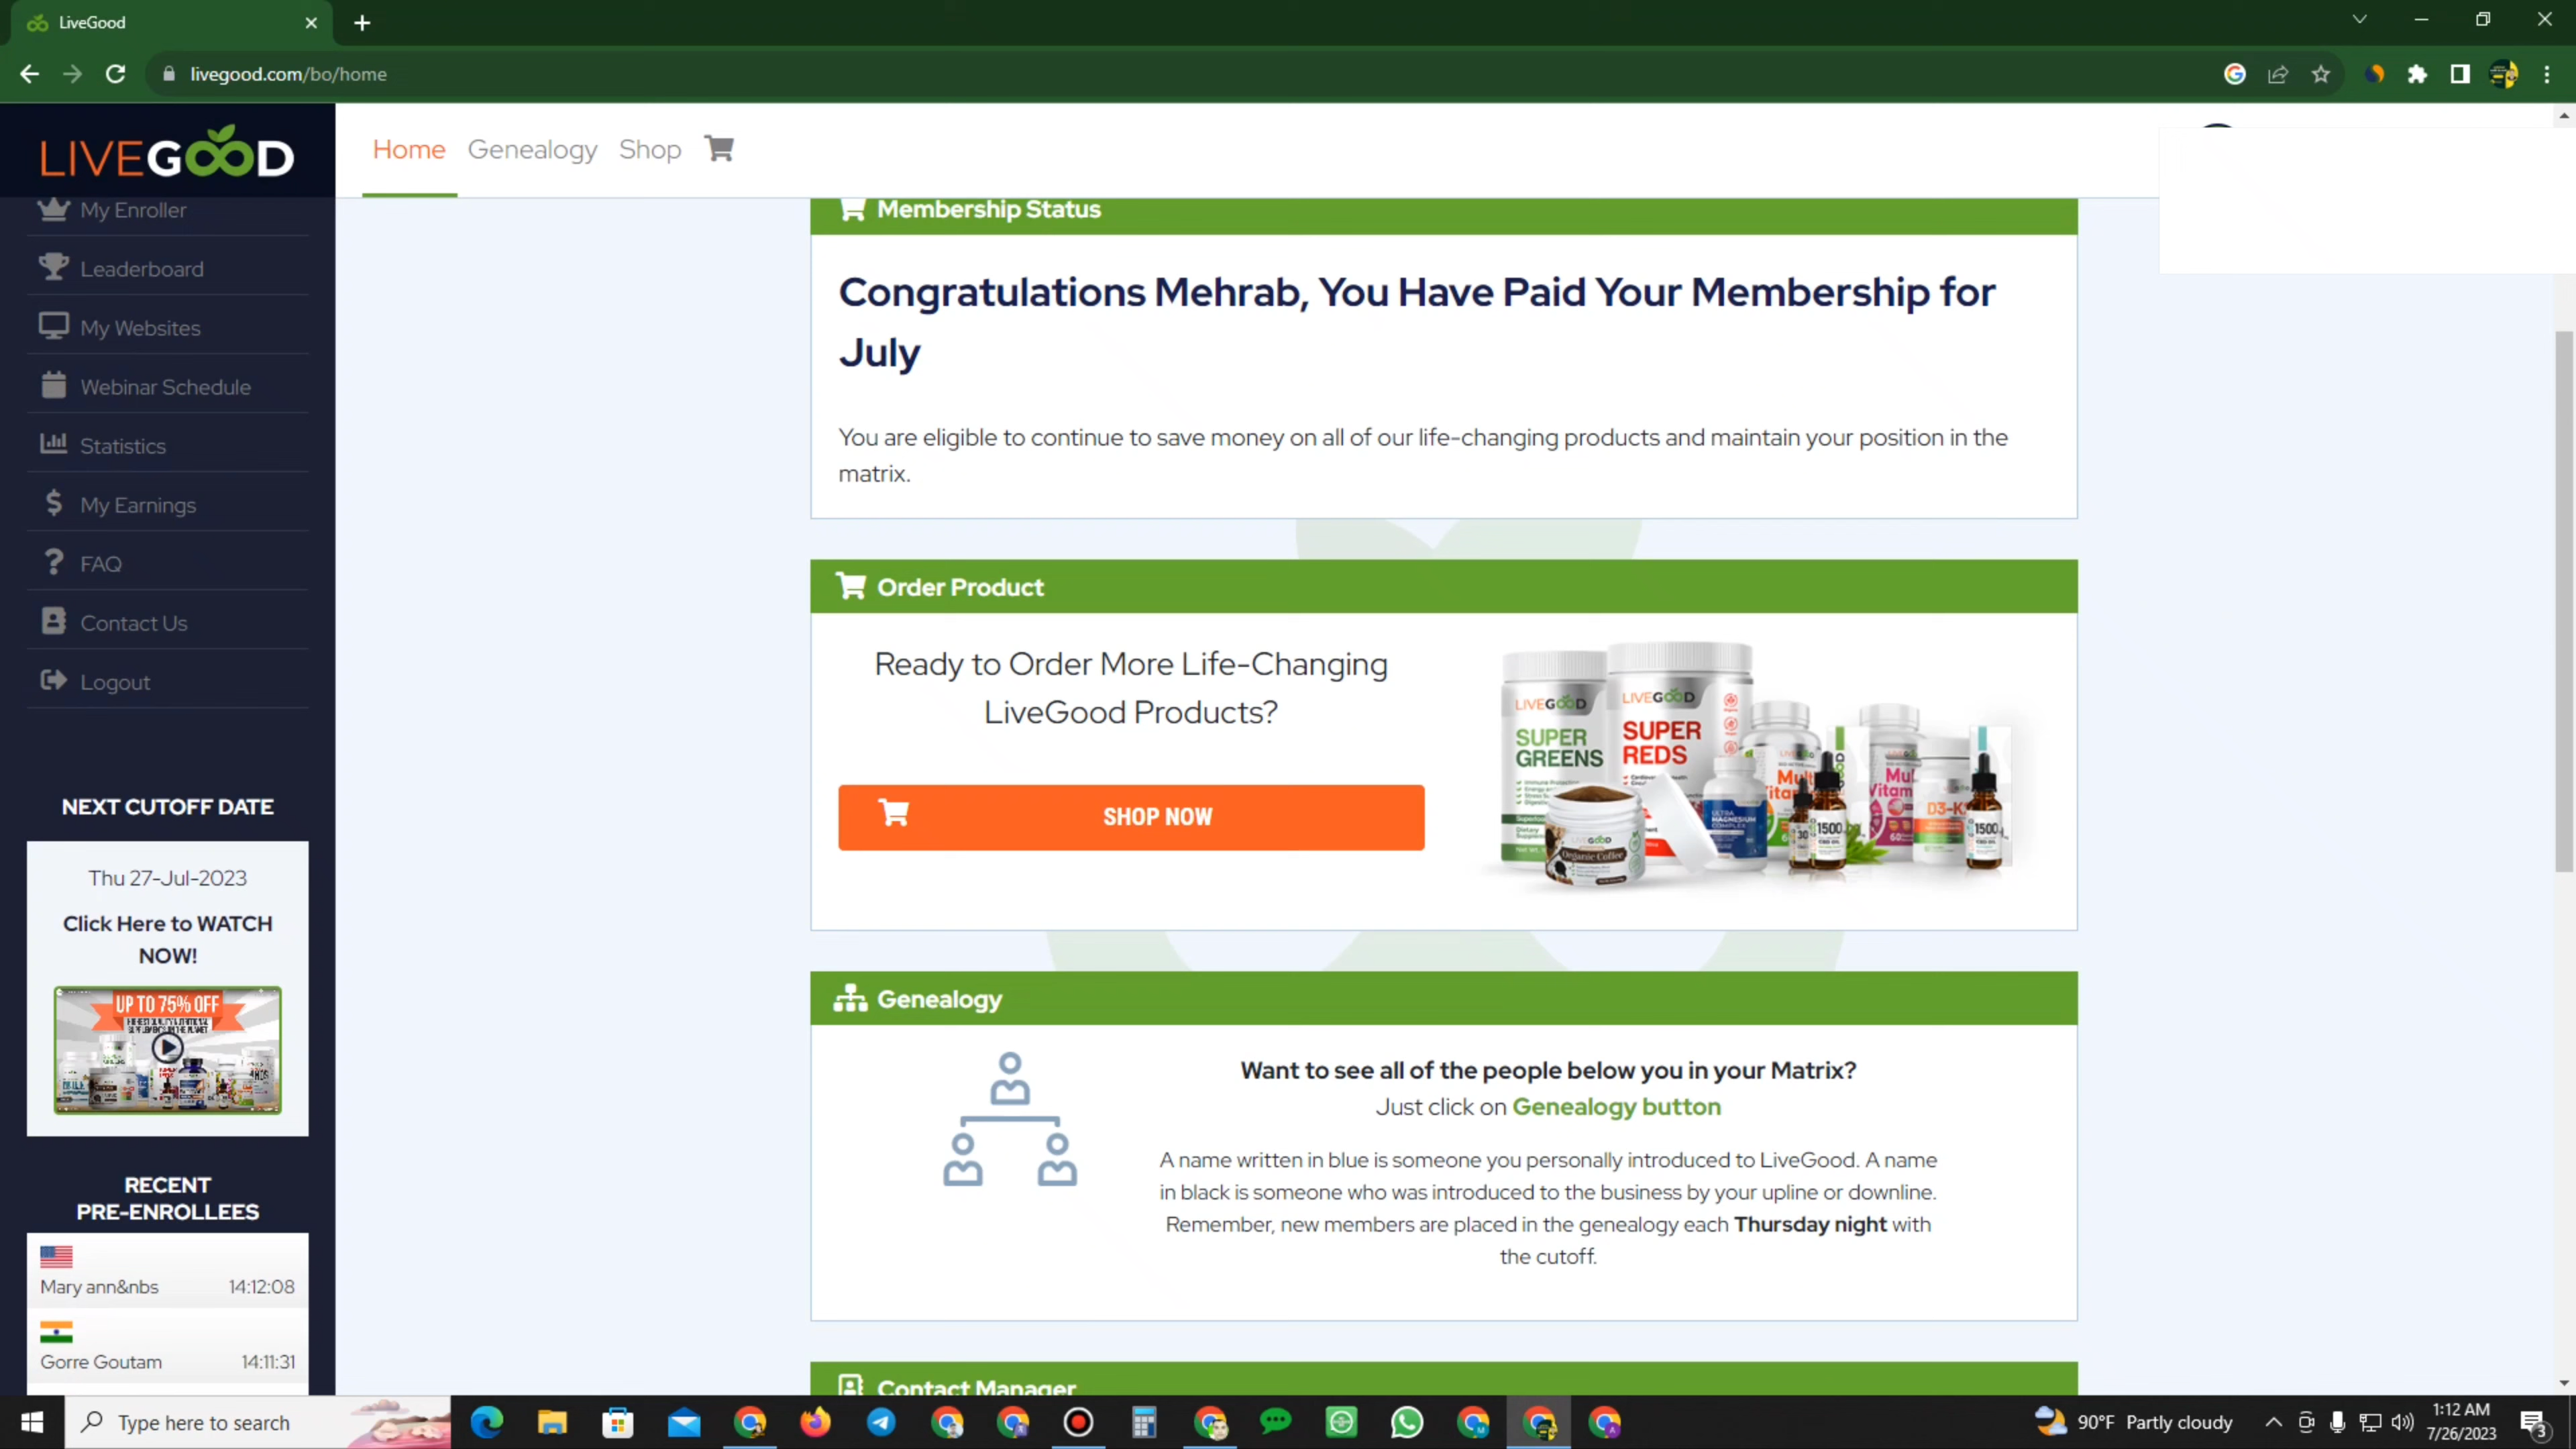 LiveGood
livegood.com/bo/home
LIVEGOOD
Home Genealogy Shop
My Enroller
Leaderboard
My Websites
Webinar Schedule
Statistics
My Earnings
FAQ
Contact Us
Logout
NEXT CUTOFF DATE
Thu 27-Jul-2023
Click Here to WATCH
NOW!
UP TO 75% OFF
RECENT
PRE-ENROLLEES
Mary ann&nbs 14:12:08
Gorre Goutam 14:11:31
Membership Status
Congratulations Mehrab, You Have Paid Your Membership for
July
You are eligible to continue to save money on all of our life-changing products and maintain your position in the
matrix.
Order Product
Ready to Order More Life-Changing
LiveGood Products?
SHOP NOW
LIVEGOOD
SUPER
GREENS
LIVEGOOD
SUPER
REDS
Organic Coffee
ULTRA
MAGNESIUM
COMPLEX
1500
1500
Genealogy
Want to see all of the people below you in your Matrix?
Just click on Genealogy button
A name written in blue is someone you personally introduced to LiveGood. A name
in black is someone who was introduced to the business by your upline or downline.
Remember, new members are placed in the genealogy each Thursday night with
the cutoff.
Contact Manager
Type here to search
90°F Partly cloudy
1:12 AM
7/26/2023
3